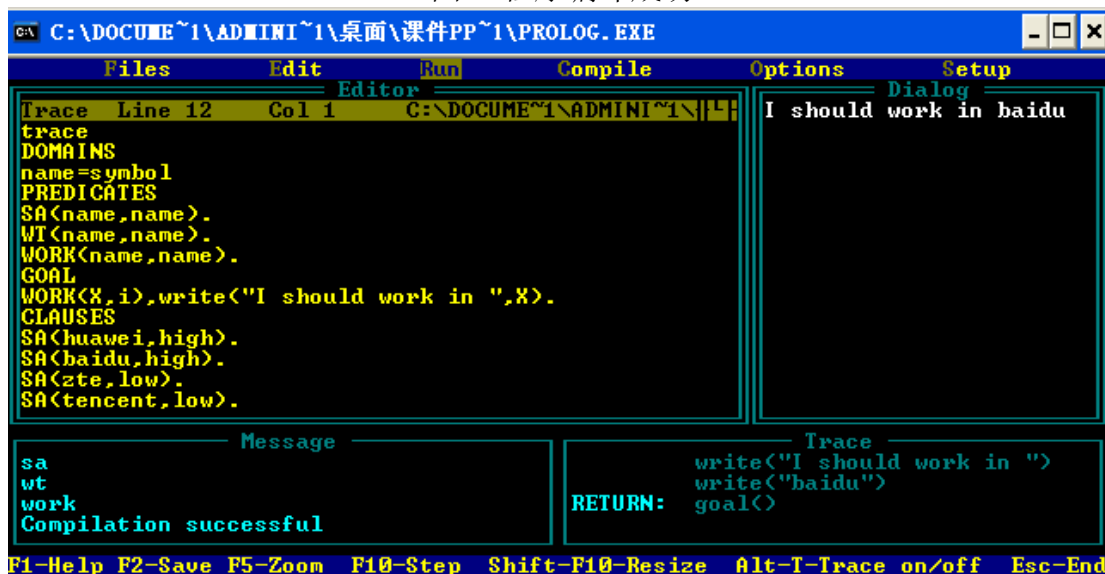 C:\DOCUME~1\ADMINI~1\桌面\课件PP~1\PROLOG.EXE
Files Edit Run Compile Options Setup
Editor
Trace Line 12 Col 1 C:\DOCUME~1\ADMINI~1\
trace
DOMAINS
name=symbol
PREDICATES
SA(name,name).
WT(name,name).
WORK(name,name).
GOAL
WORK(X,i),write("I should work in ",X).
CLAUSES
SA(huawei,high).
SA(baidu,high).
SA(zte,low).
SA(tencent,low).
Dialog
I should work in baidu
Message
sa
wt
work
Compilation successful
Trace
write("I should work in ")
write("baidu")
RETURN: goal()
F1-Help F2-Save F5-Zoom F10-Step Shift-F10-Resize Alt-T-Trace on/off Esc-End